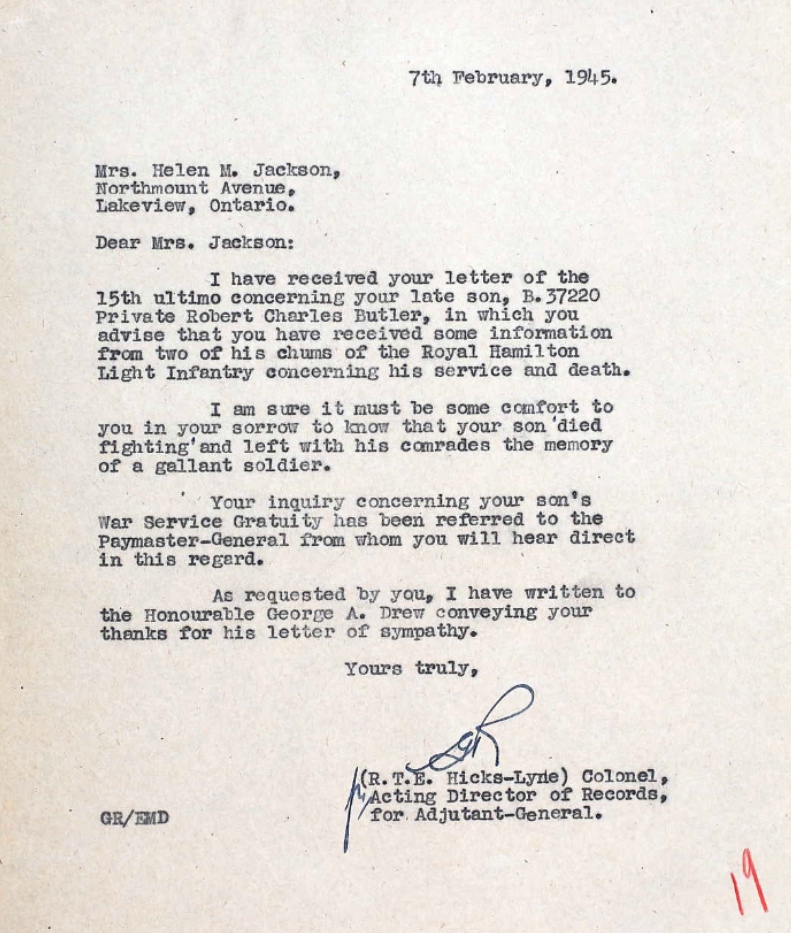 7th February, 1945.
Mrs. Helen M. Jackson,
Northmount Avenue,
Lakeview, Ontario.
Dear Mrs. Jackson:
I have received your letter of the
15th ultimo concerning your late son, B.37220
Private Robert Charles Butler, in which you
advise that you have received some information
from two of his chums of the Royal Hamilton
Light Infantry concerning his service and death.
I am sure it must be some comfort to
you in your sorrow to know that your son 'died
fighting' and left with his comrades the memory
of a gallant soldier.
Your inquiry concerning your son's
War Service Gratuity has been referred to the
Paymaster-General from whom you will hear direct
in this regard.
As requested by you, I have written to
the Honourable George A. Drew conveying your
thanks for his letter of sympathy.
Yours truly,
(R.T.E. Hicks-Lyne) Colonel,
Acting Director of Records,
for Adjutant-General.
GR/EMD
19